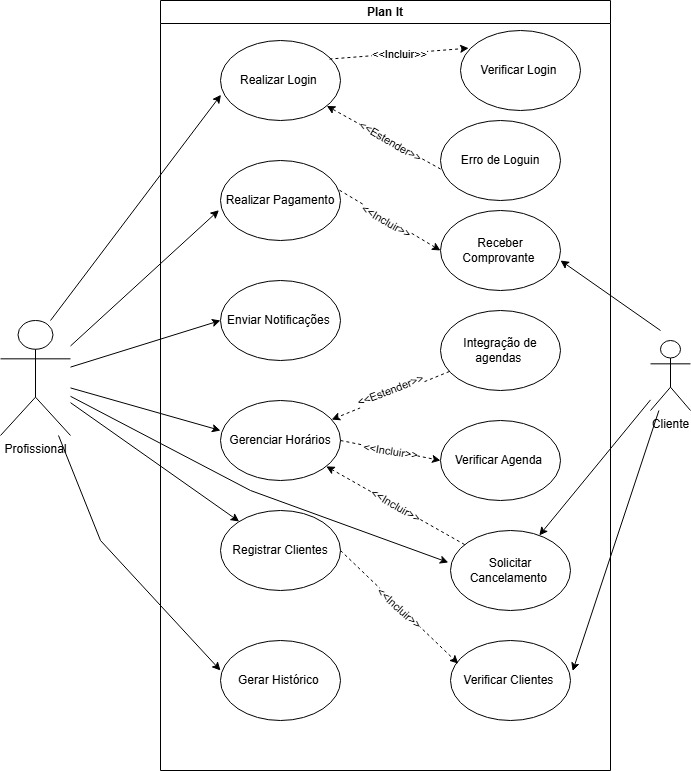 Plan It
Realizar Login
<<Incluir>>
Verificar Login
<<Estender>>
Erro de Loguin
Realizar Pagamento
<<Incluir>>
Receber
Comprovante
Enviar Notificações
Integração de
agendas
<<Estender>>
Gerenciar Horários
<<Incluir>>
Verificar Agenda
Profissional
Cliente
<<Incluir>>
Registrar Clientes
Solicitar
Cancelamento
<<Incluir>>
Gerar Histórico
Verificar Clientes